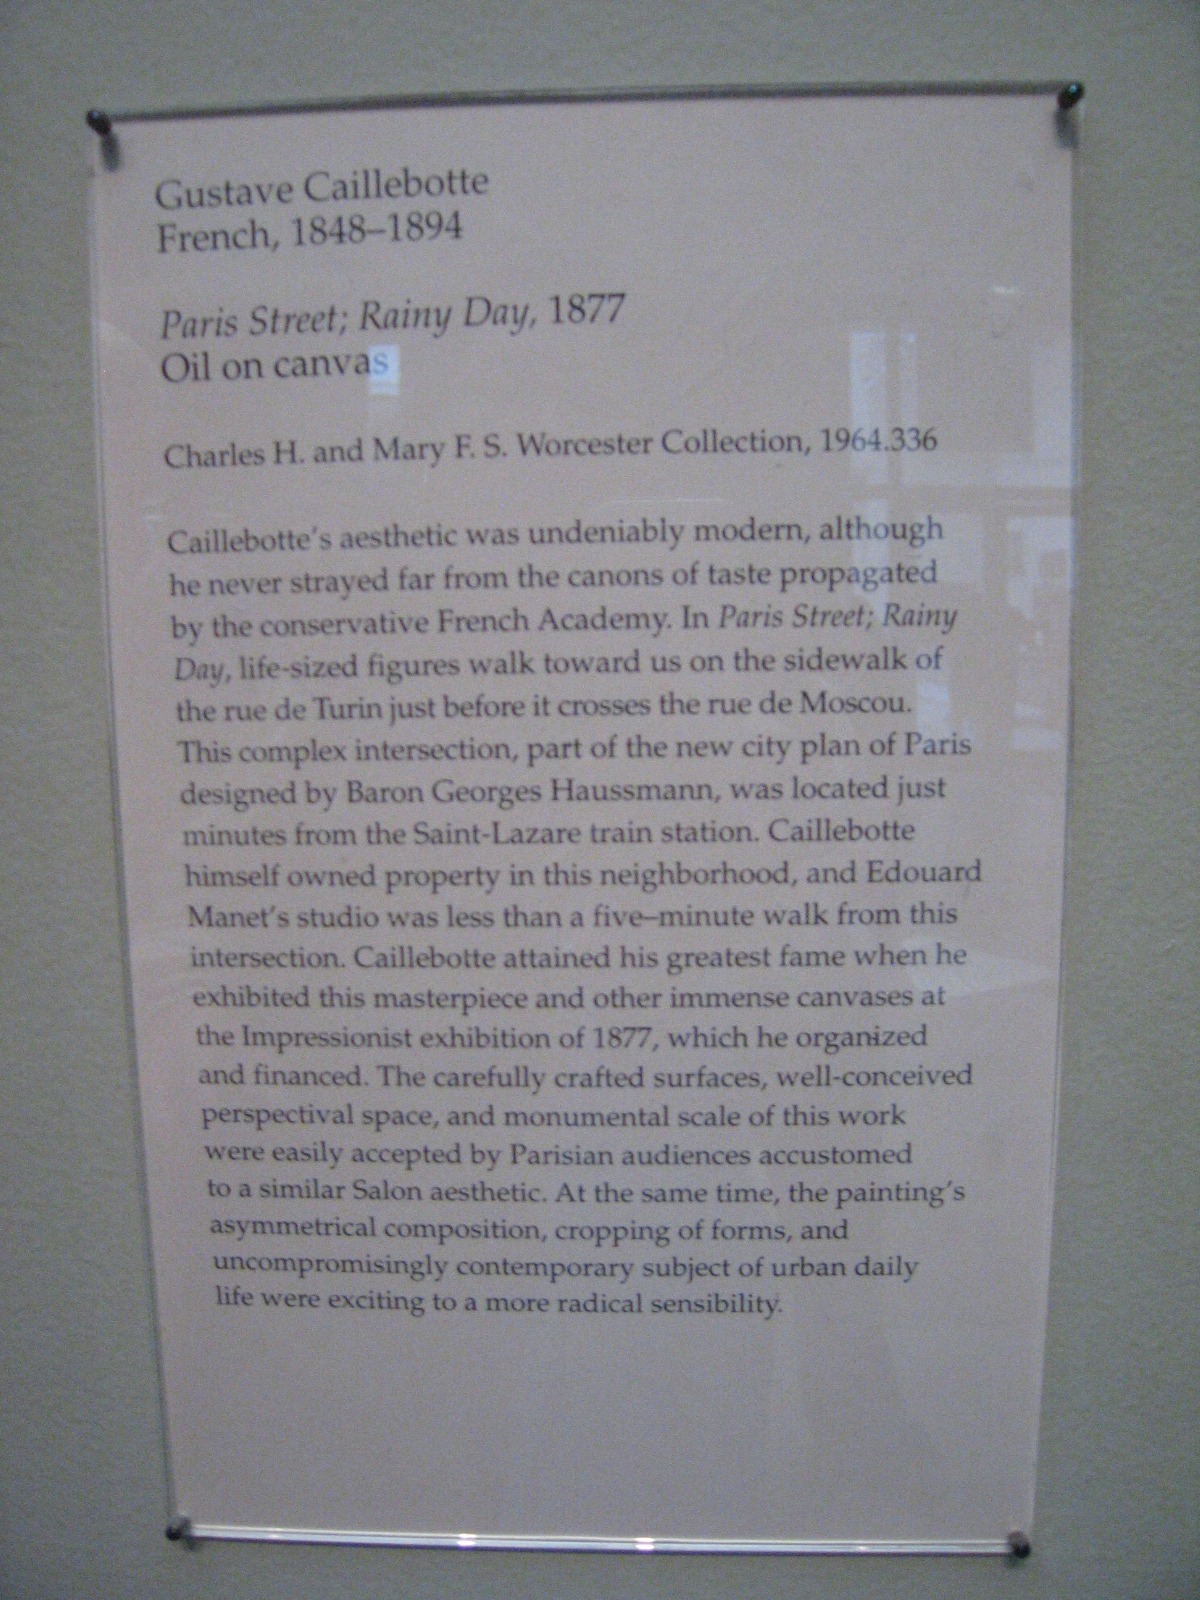 Gustave Caillebotte
French, 1848–1894
Paris Street; Rainy Day, 1877
Oil on canvas
Charles H. and Mary F. S. Worcester Collection, 1964.336
Caillebotte's aesthetic was undeniably modern, although
he never strayed far from the canons of taste propagated
by the conservative French Academy. In Paris Street; Rainy
Day, life-sized figures walk toward us on the sidewalk of
the rue de Turin just before it crosses the rue de Moscou.
This complex intersection, part of the new city plan of Paris
designed by Baron Georges Haussmann, was located just
minutes from the Saint-Lazare train station. Caillebotte
himself owned property in this neighborhood, and Edouard
Manet's studio was less than a five–minute walk from this
intersection. Caillebotte attained his greatest fame when he
exhibited this masterpiece and other immense canvases at
the Impressionist exhibition of 1877, which he organized
and financed. The carefully crafted surfaces, well-conceived
perspectival space, and monumental scale of this work
were easily accepted by Parisian audiences accustomed
to a similar Salon aesthetic. At the same time, the painting's
asymmetrical composition, cropping of forms, and
uncompromisingly contemporary subject of urban daily
life were exciting to a more radical sensibility.